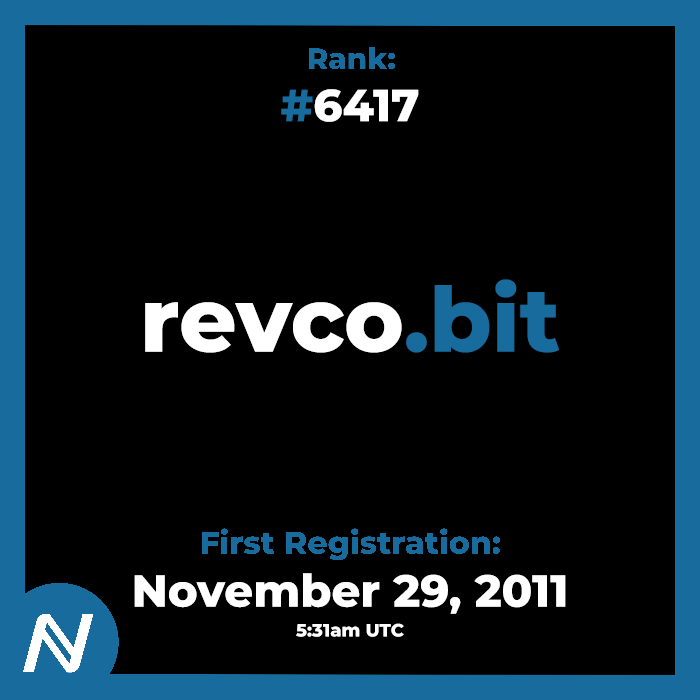 Rank:
#6417
revco.bit
First Registration:
November 29, 2011
5:31am UTC
N